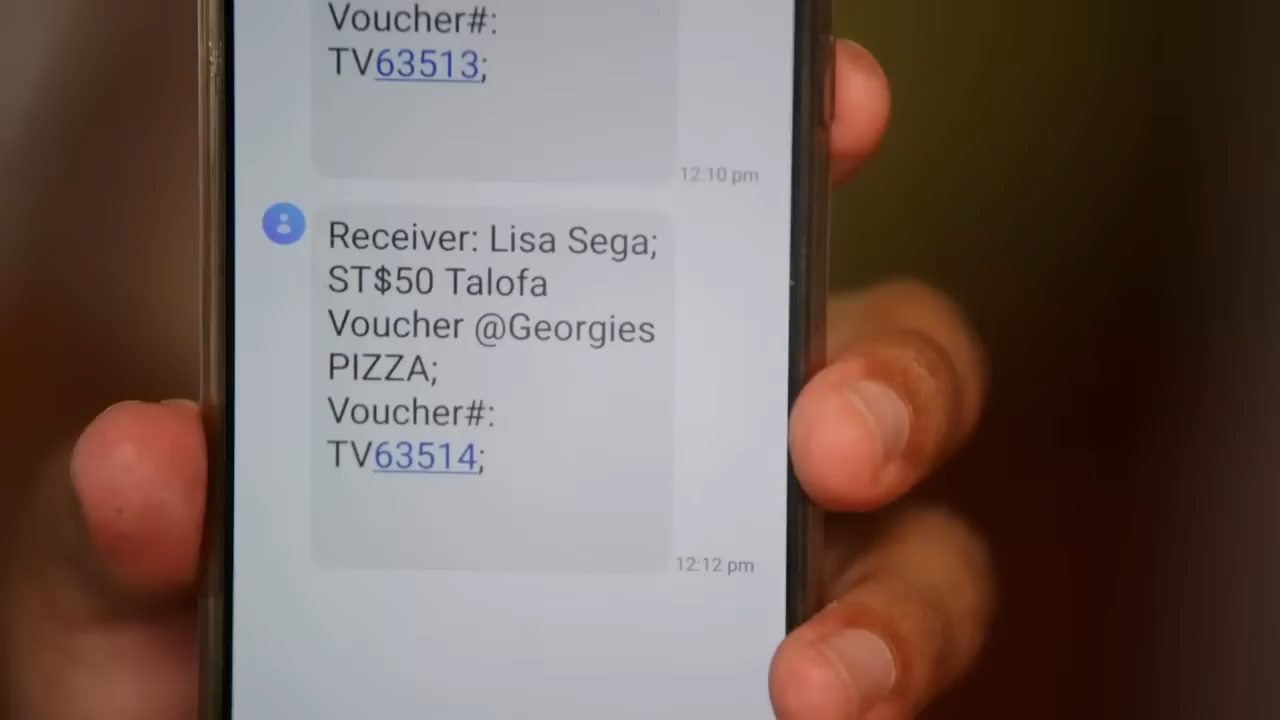 Voucher#:
TV63513;
12.10 pm
Receiver: Lisa Sega;
ST$50 Talofa
Voucher @Georgies
PIZZA;
Voucher#:
TV63514;
12:12 pm